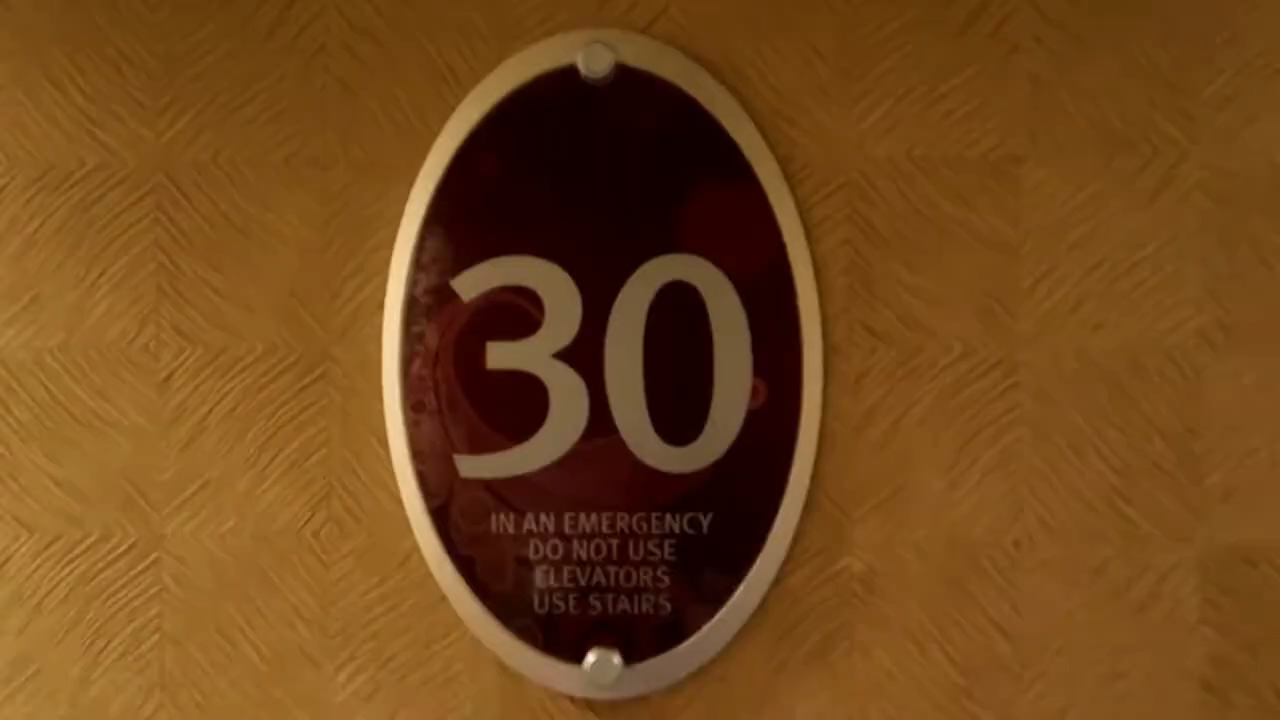 30
IN AN EMERGENCY
DO NOT USE
ELEVATORS
USE STAIRS